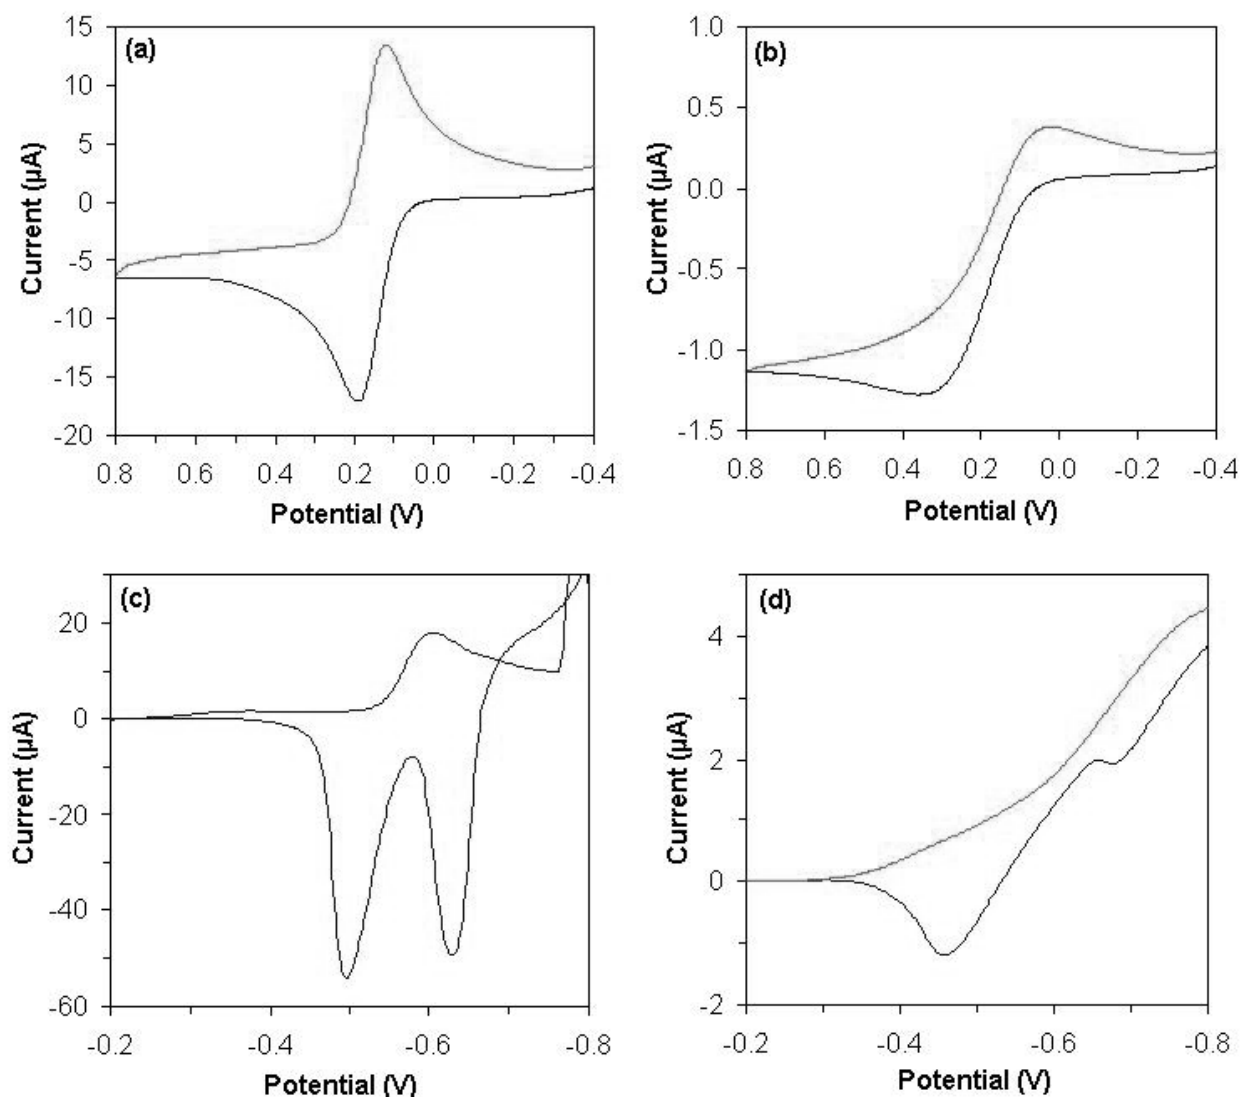 (a)
15
10
5
0
-5
-10
-15
-20
Current (µA)
0.8 0.6 0.4 0.2 0.0 -0.2 -0.4
Potential (V)
(b)
1.0
0.5
0.0
-0.5
-1.0
-1.5
Current (µA)
0.8 0.6 0.4 0.2 0.0 -0.2 -0.4
Potential (V)
(c)
20
0
-20
-40
-60
Current (µA)
-0.2 -0.4 -0.6 -0.8
Potential (V)
(d)
4
2
0
-2
Current (µA)
-0.2 -0.4 -0.6 -0.8
Potential (V)